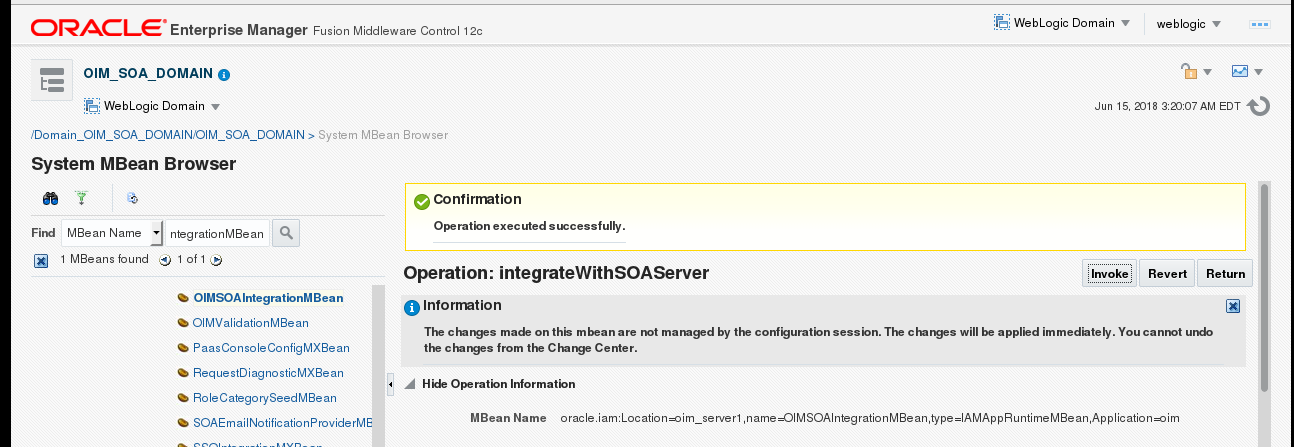 ORACLE Enterprise Manager Fusion Middleware Control 12c
WebLogic Domain weblogic
OIM_SOA_DOMAIN
WebLogic Domain
Jun 15, 2018 3:20:07 AM EDT
/Domain_OIM_SOA_DOMAIN/OIM_SOA_DOMAIN > System MBean Browser
System MBean Browser
Find MBean Name ntegrationMBean
1 MBeans found 1 of 1
OIMSOAIntegrationMBean
OIMValidationMBean
PaasConsoleConfigMXBean
RequestDiagnosticMXBean
RoleCategorySeedMBean
SOAEmailNotificationProviderMB
SSOIntegrationMXBean
Confirmation
Operation executed successfully.
Operation: integrateWithSOAServer
Invoke Revert Return
Information
The changes made on this mbean are not managed by the configuration session. The changes will be applied immediately. You cannot undo
the changes from the Change Center.
Hide Operation Information
MBean Name oracle.iam:Location=oim_server1,name=OIMSOAIntegrationMBean,type=IAMAppRuntimeMBean,Application=oim